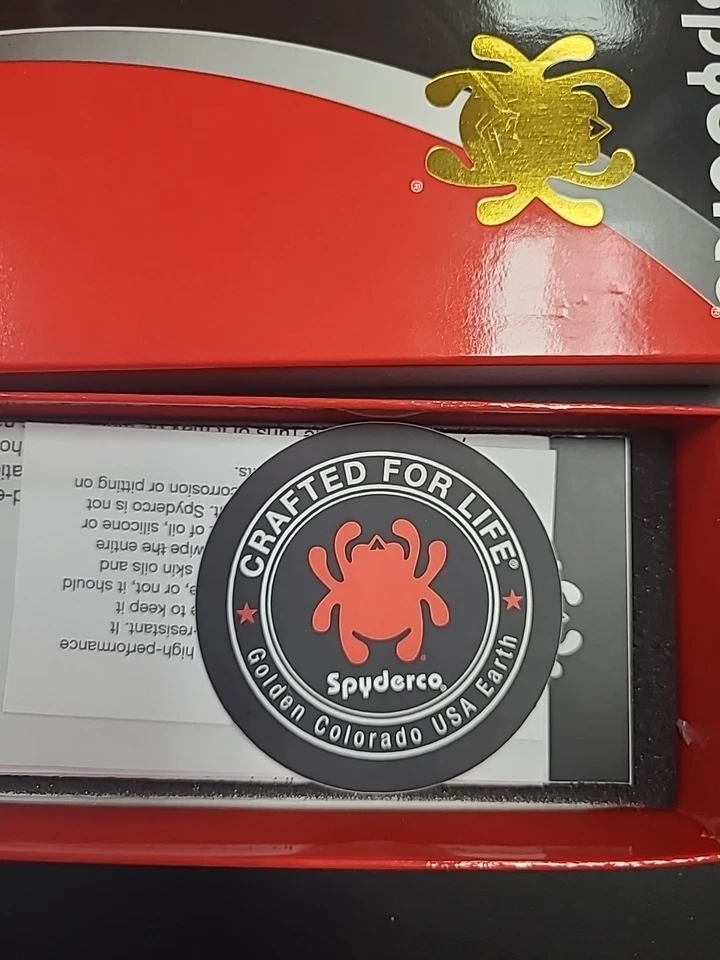 ®
CRAFTED FOR LIFE®
Spyderco®
Golden Colorado USA Earth
high-performance
-resistant. It
to keep it
or not, it should
skin oils and
wipe the entire
of oil, silicone or
Spyderco is not
corrosion or pitting on